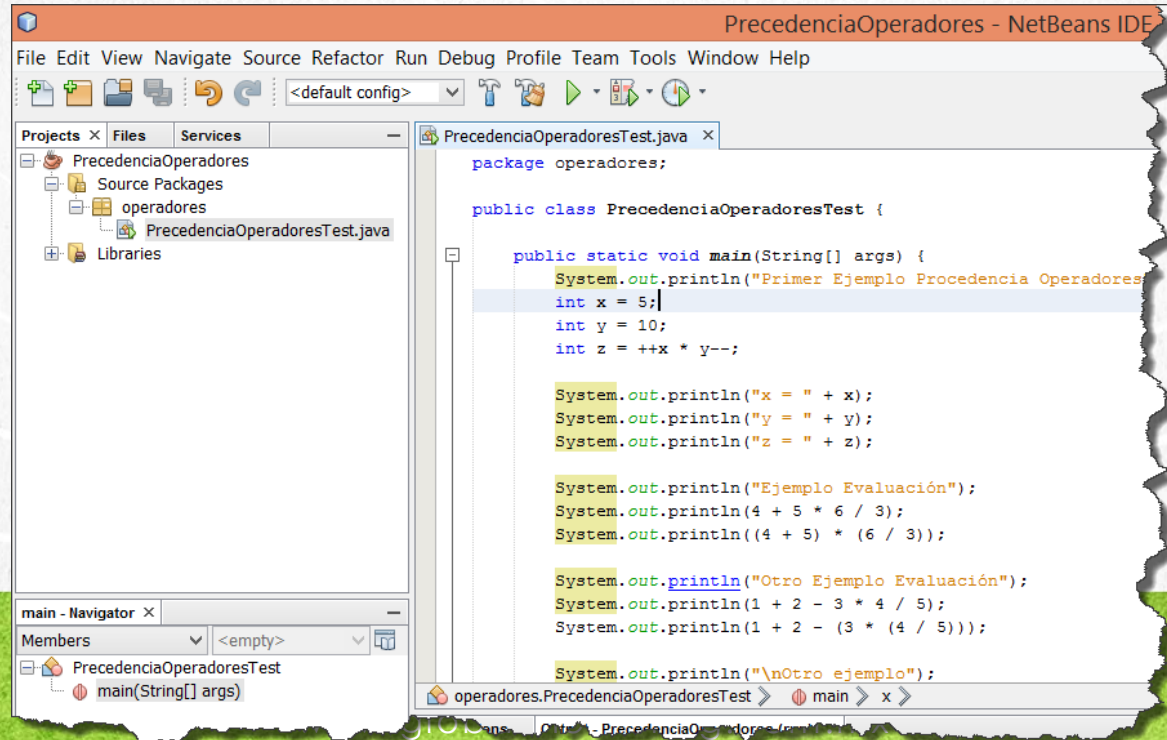 PrecedenciaOperadores - NetBeans IDE
File Edit View Navigate Source Refactor Run Debug Profile Team Tools Window Help
<default config>
Projects Files Services
PrecedenciaOperadores
Source Packages
operadores
PrecedenciaOperadoresTest.java
Libraries
main - Navigator
Members <empty>
PrecedenciaOperadoresTest
main(String[] args)
PrecedenciaOperadoresTest.java
package operadores;
public class PrecedenciaOperadoresTest {
public static void main(String[] args) {
System.out.println("Primer Ejemplo Procedencia Operadores
int x = 5;
int y = 10;
int z = ++x * y--;
System.out.println("x = " + x);
System.out.println("y = " + y);
System.out.println("z = " + z);
System.out.println("Ejemplo Evaluación");
System.out.println(4 + 5 * 6 / 3);
System.out.println((4 + 5) * (6 / 3));
System.out.println("Otro Ejemplo Evaluación");
System.out.println(1 + 2 - 3 * 4 / 5);
System.out.println(1 + 2 - (3 * (4 / 5)));
System.out.println("\nOtro ejemplo");
operadores.PrecedenciaOperadoresTest main x